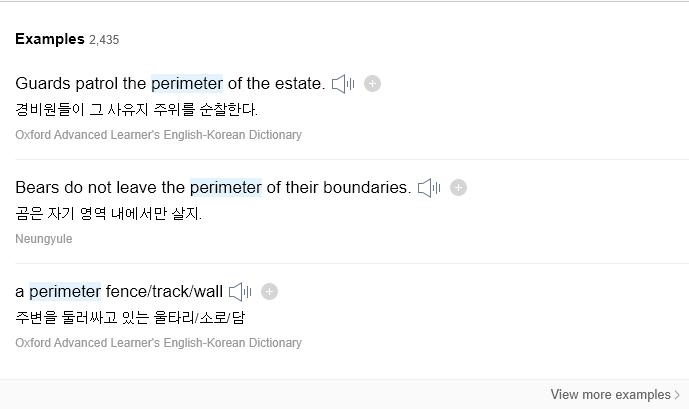 Examples 2,435
Guards patrol the perimeter of the estate.
경비원들이 그 사유지 주위를 순찰한다.
Oxford Advanced Learner's English-Korean Dictionary
Bears do not leave the perimeter of their boundaries.
곰은 자기 영역 내에서만 살지.
Neungyule
a perimeter fence/track/wall
주변을 둘러싸고 있는 울타리/소로/담
Oxford Advanced Learner's English-Korean Dictionary
View more examples